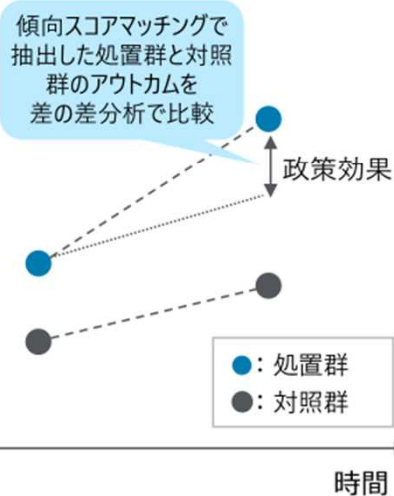 傾向スコアマッチングで
抽出した処置群と対照
群のアウトカムを
差の差分析で比較
政策効果
：処置群
：対照群
時間